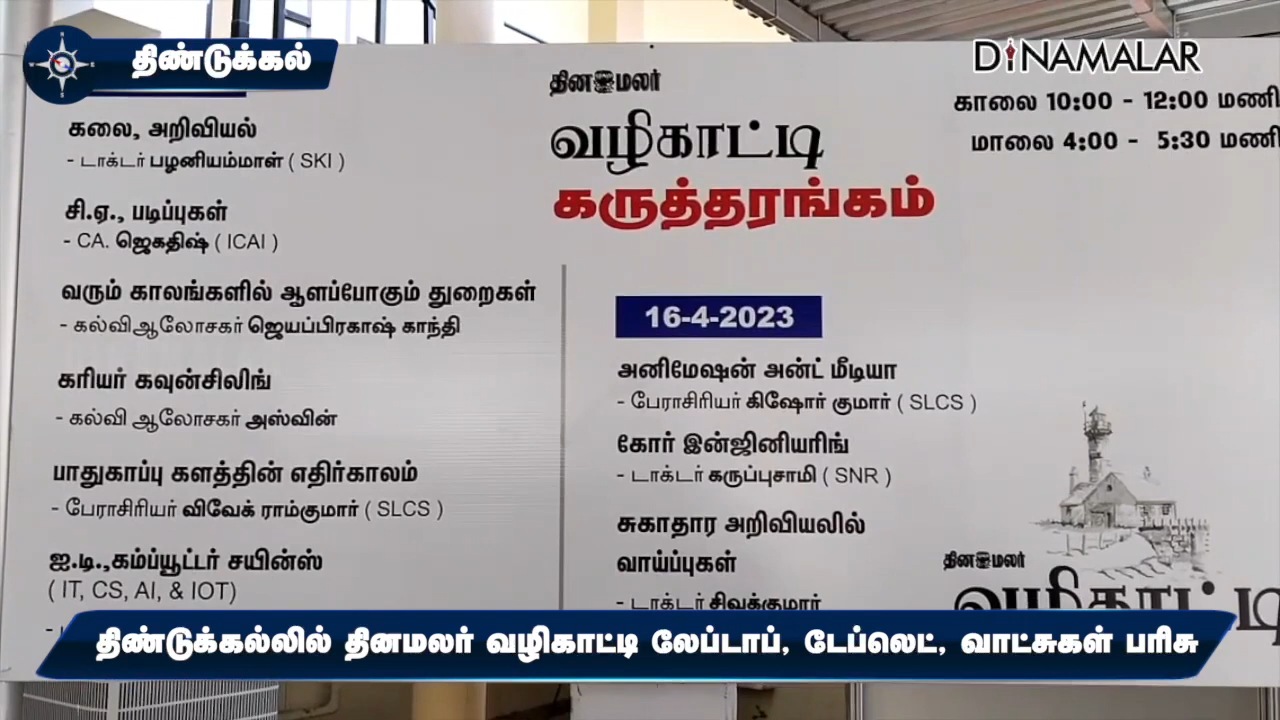 திண்டுக்கல்
DINAMALAR
கலை, அறிவியல்
- டாக்டர் பழனியம்மாள் ( SKI )
சி.ஏ., படிப்புகள்
- CA. ஜெகதிஷ் ( ICAI )
வரும் காலங்களில் ஆளப்போகும் துறைகள்
- கல்விஆலோசகர் ஜெயப்பிரகாஷ் காந்தி
கரியர் கவுன்சிலிங்
- கல்வி ஆலோசகர் அஸ்வின்
பாதுகாப்பு களத்தின் எதிர்காலம்
- பேராசிரியர் விவேக் ராம்குமார் ( SLCS )
ஐ.டி.,கம்ப்யூட்டர் சயின்ஸ்
( IT, CS, AI, & IOT)
தினமலர்
வழிகாட்டி
கருத்தரங்கம்
காலை 10:00 - 12:00 மணி
மாலை 4:00 - 5:30 மணி
16-4-2023
அனிமேஷன் அன்ட் மீடியா
- பேராசிரியர் கிஷோர் குமார் ( SLCS )
கோர் இன்ஜினியரிங்
- டாக்டர் கருப்புசாமி ( SNR )
சுகாதார அறிவியலில்
வாய்ப்புகள்
- டாக்டர் சிவக்குமார்
தினமலர்
வழிகாட்டி
திண்டுக்கல்லில் தினமலர் வழிகாட்டி லேப்டாப், டேப்லெட், வாட்சுகள் பரிசு